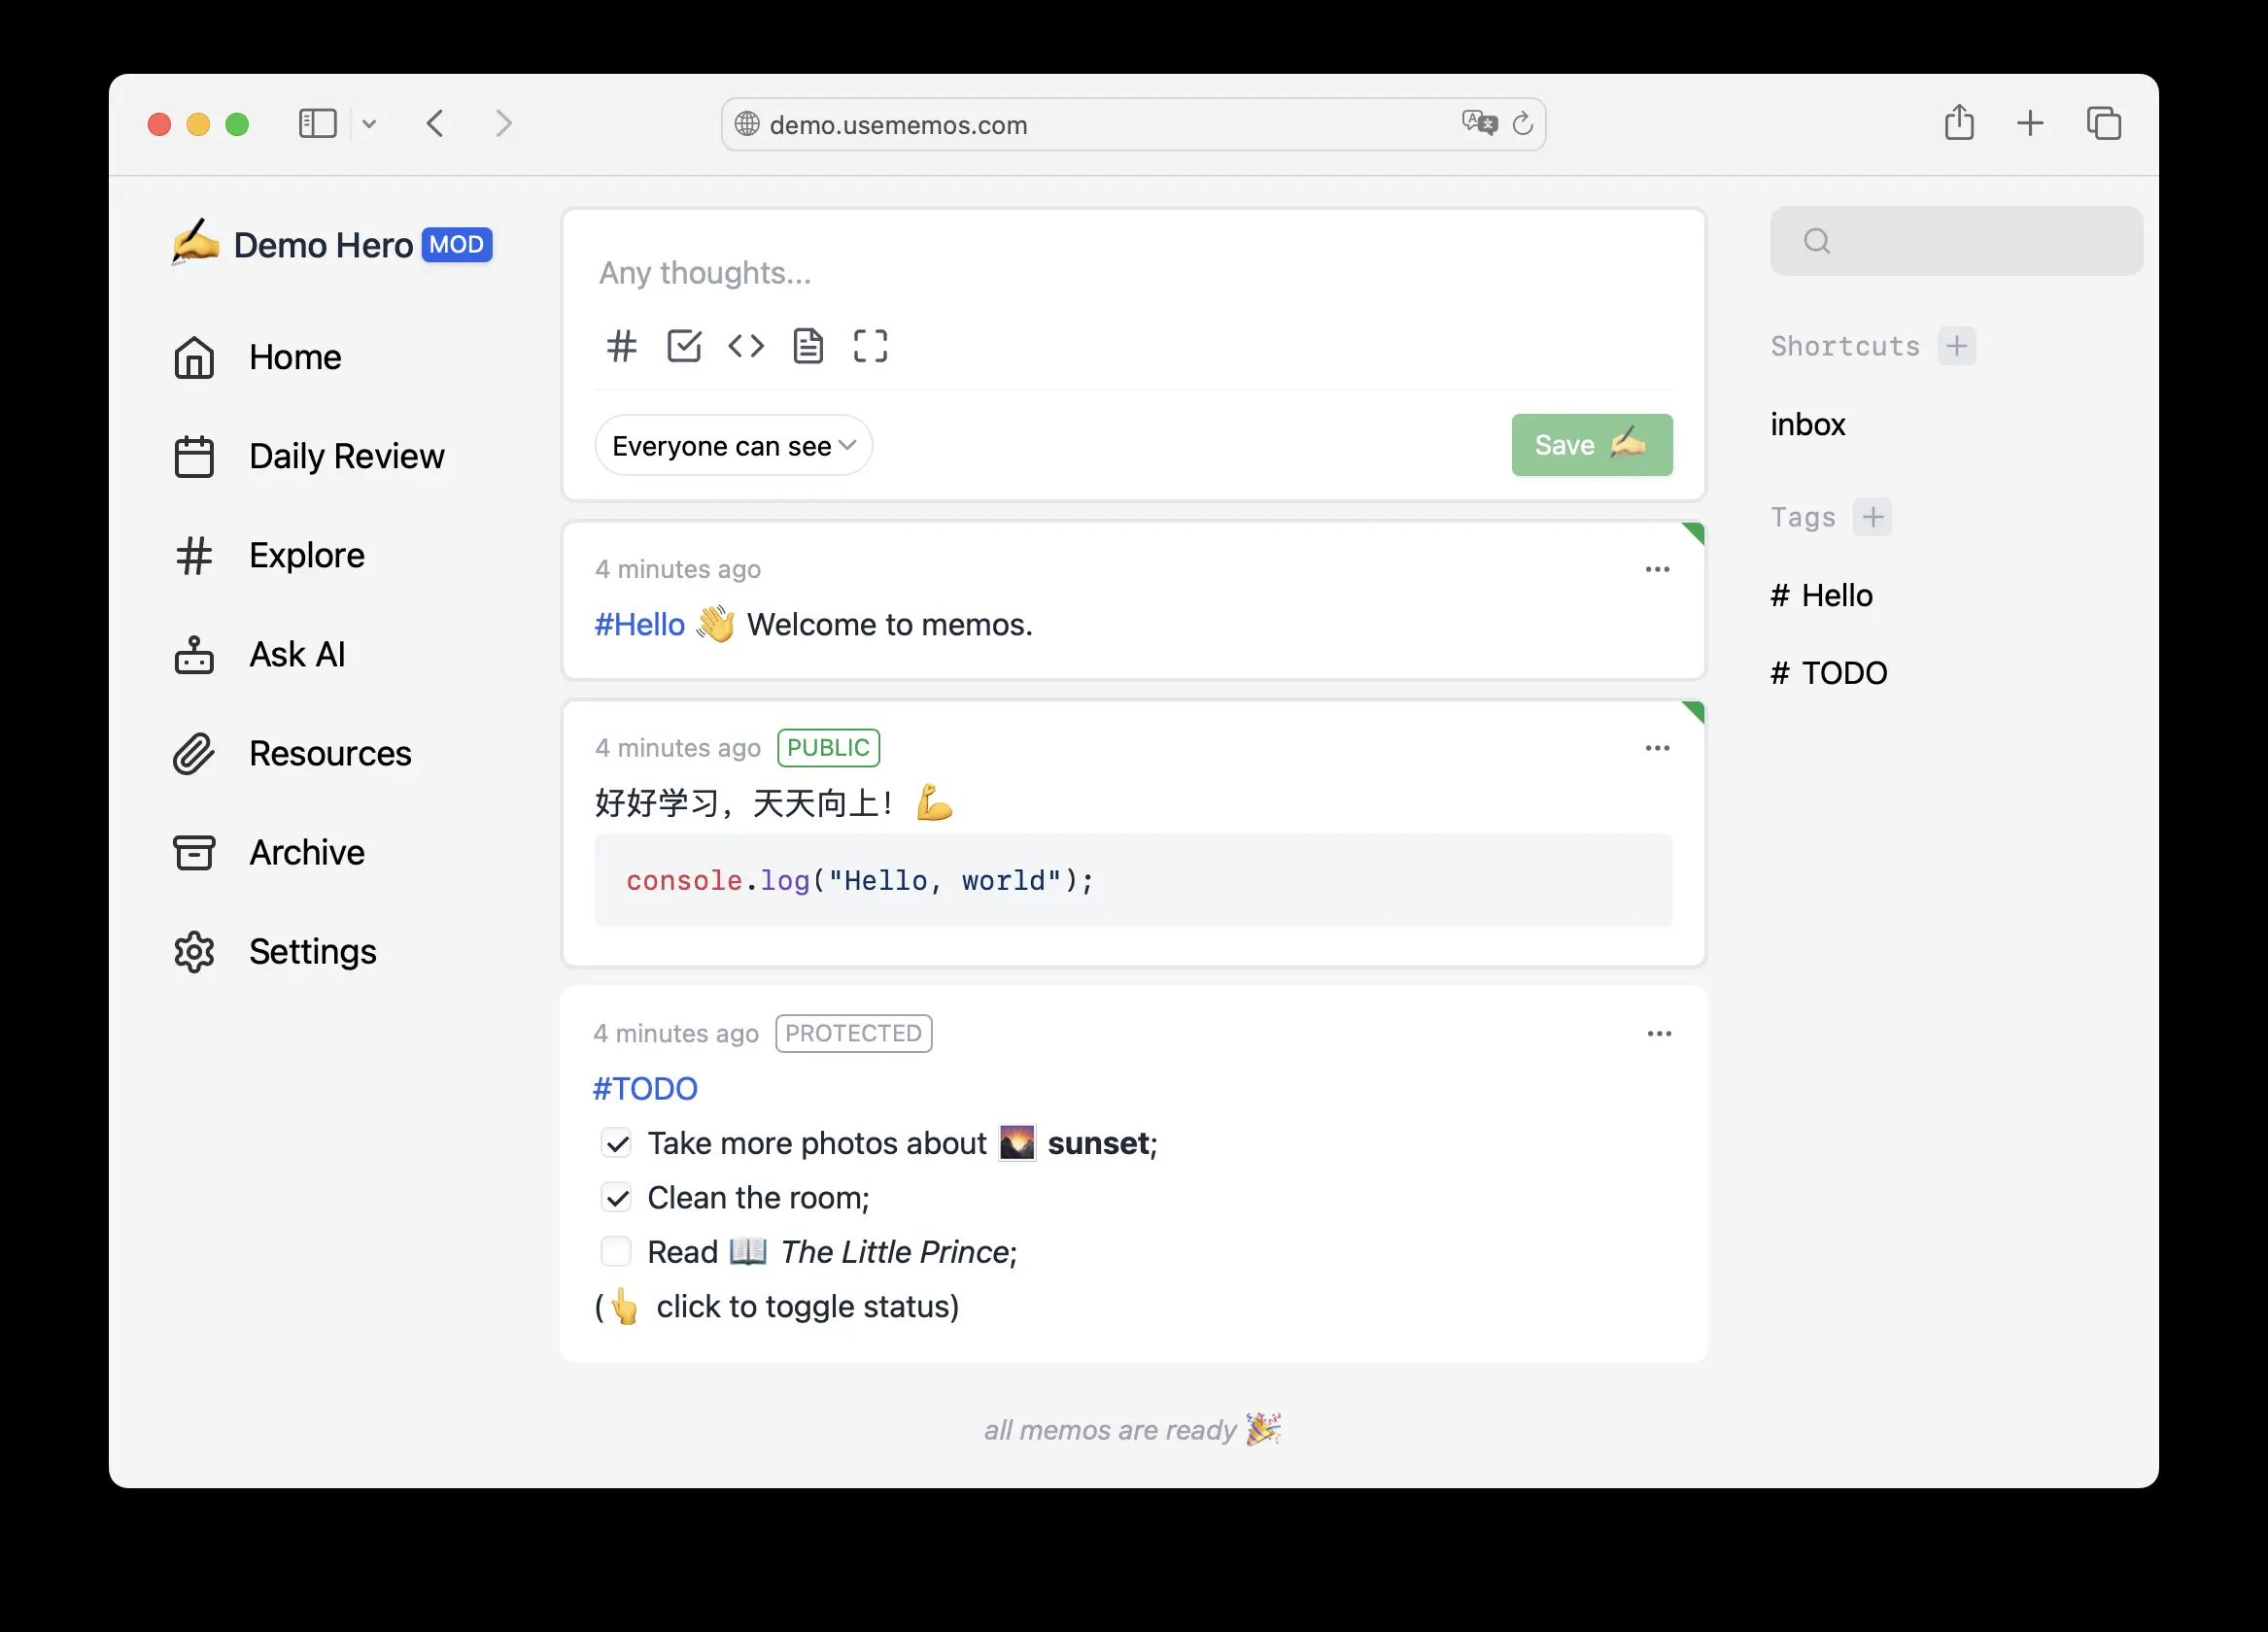 demo.usememos.com
Demo Hero MOD
Home
Daily Review
Explore
Ask AI
Resources
Archive
Settings
Any thoughts...
Everyone can see
Save ✍️
4 minutes ago
#Hello 👋 Welcome to memos.
4 minutes ago PUBLIC
好好学习，天天向上！ 💪
console.log("Hello, world");
4 minutes ago PROTECTED
#TODO
Take more photos about 🌄 sunset;
Clean the room;
Read 📖 The Little Prince;
(👆 click to toggle status)
all memos are ready 🎉
Shortcuts +
inbox
Tags +
# Hello
# TODO